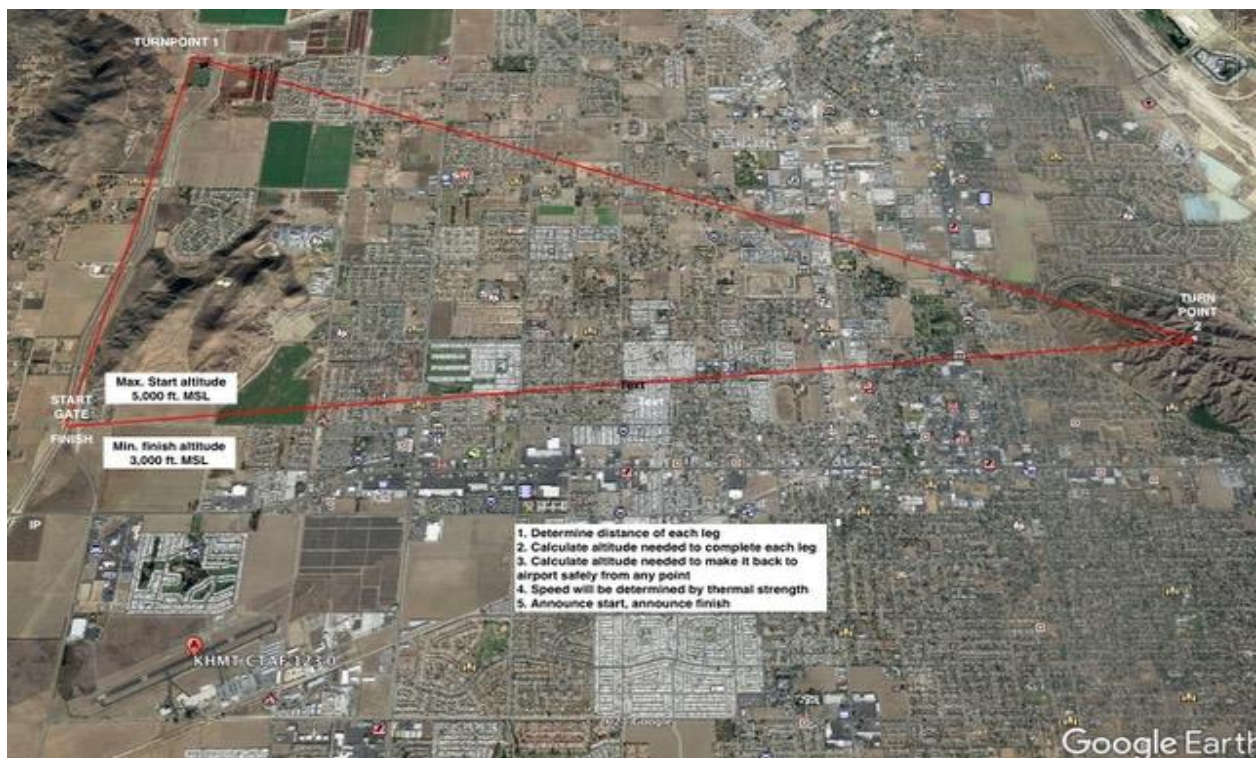 TURNPOINT 1
TURN
POINT
2
Max. Start altitude
5,000 ft. MSL
START
GATE
FINISH
Min. finish altitude
3,000 ft. MSL
Text
Text
IP
1. Determine distance of each leg
2. Calculate altitude needed to complete each leg
3. Calculate altitude needed to make it back to
airport safely from any point
4. Speed will be determined by thermal strength
5. Announce start, announce finish
KHMT CTAF 123.0
Google Earth